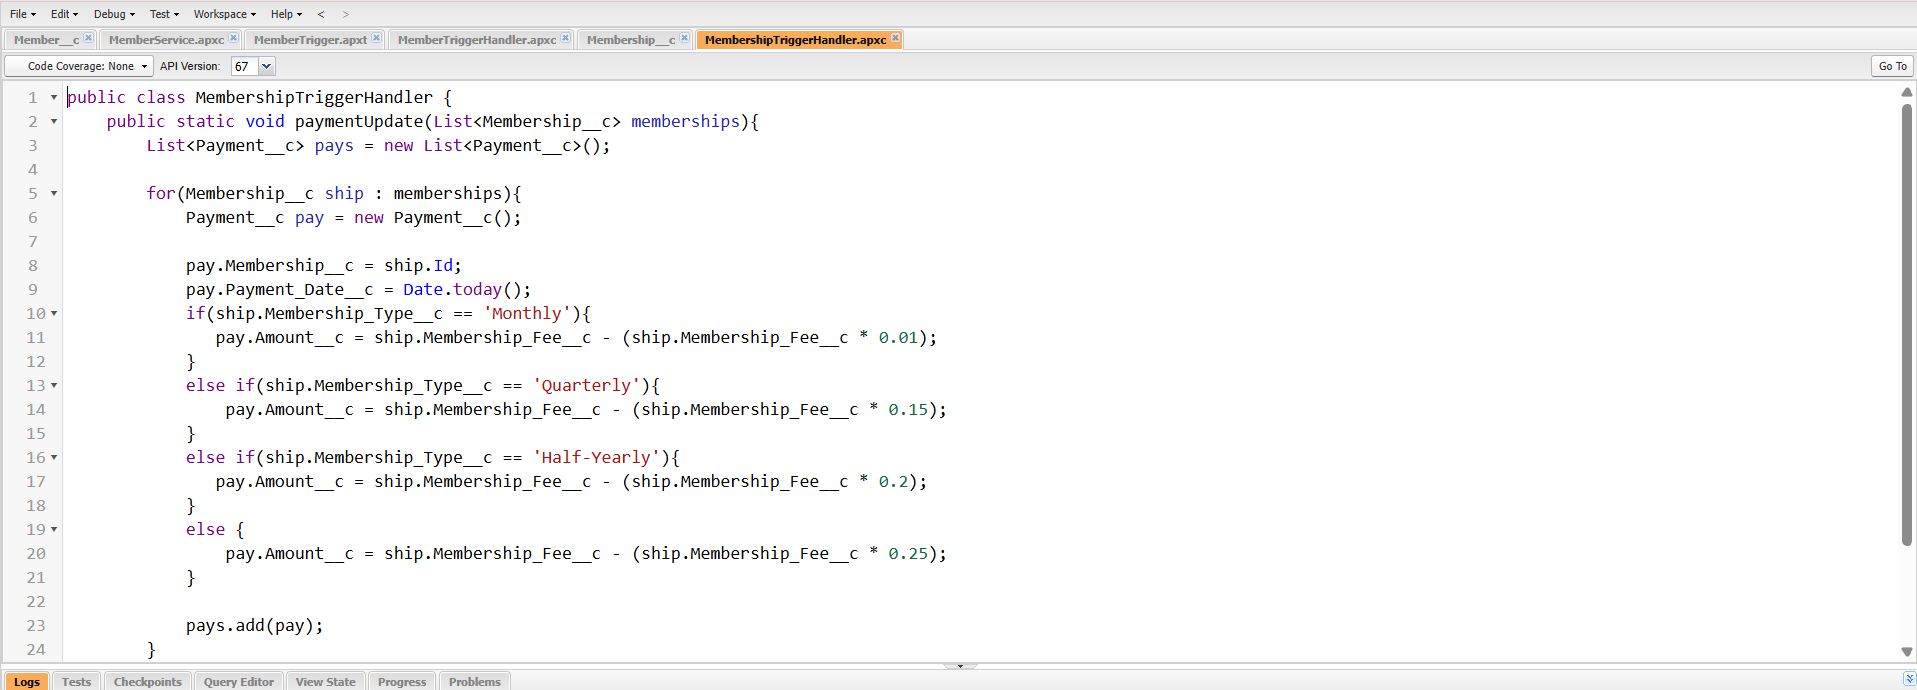 File Edit Debug Test Workspace Help < >
Member__c MemberService.apxc MemberTrigger.apxt MemberTriggerHandler.apxc Membership__c MembershipTriggerHandler.apxc
Code Coverage: None API Version: 67 Go To
1 public class MembershipTriggerHandler {
2     public static void paymentUpdate(List<Membership__c> memberships){
3         List<Payment__c> pays = new List<Payment__c>();
4
5         for(Membership__c ship : memberships){
6             Payment__c pay = new Payment__c();
7
8             pay.Membership__c = ship.Id;
9             pay.Payment_Date__c = Date.today();
10             if(ship.Membership_Type__c == 'Monthly'){
11                pay.Amount__c = ship.Membership_Fee__c - (ship.Membership_Fee__c * 0.01);
12             }
13             else if(ship.Membership_Type__c == 'Quarterly'){
14                 pay.Amount__c = ship.Membership_Fee__c - (ship.Membership_Fee__c * 0.15);
15             }
16             else if(ship.Membership_Type__c == 'Half-Yearly'){
17                pay.Amount__c = ship.Membership_Fee__c - (ship.Membership_Fee__c * 0.2);
18             }
19             else {
20                 pay.Amount__c = ship.Membership_Fee__c - (ship.Membership_Fee__c * 0.25);
21             }
22
23             pays.add(pay);
24         }
Logs Tests Checkpoints Query Editor View State Progress Problems